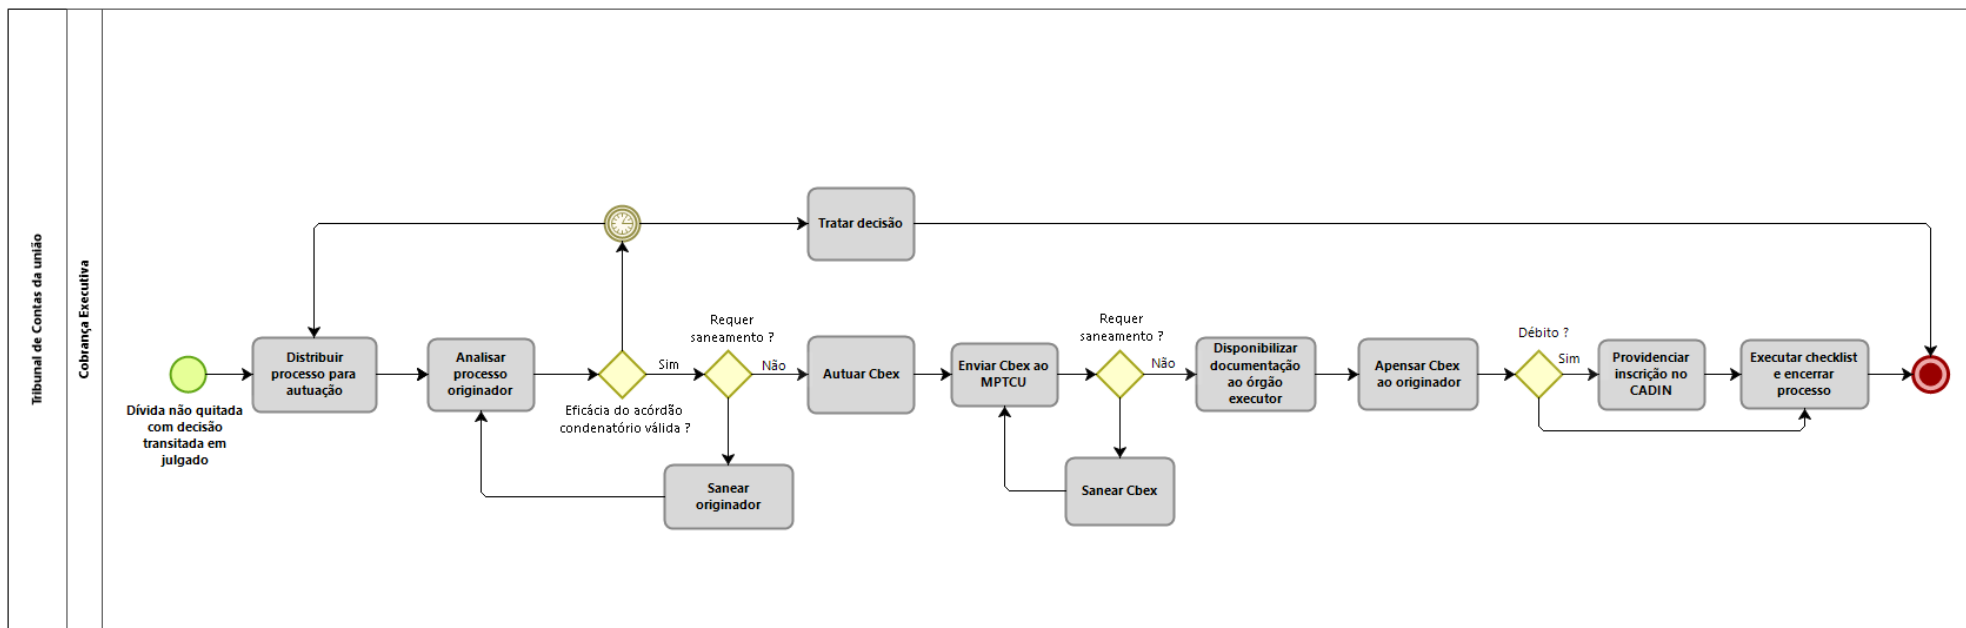 Tribunal de Contas da união
Cobrança Executiva
Dívida não quitada
com decisão
transitada em
julgado
Distribuir
processo para
autuação
Analisar
processo
originador
Eficácia do acórdão
condenatório válida ?
Sim
Requer
saneamento ?
Não
Sanear
originador
Tratar decisão
Autuar Cbex
Enviar Cbex ao
MPTCU
Requer
saneamento ?
Não
Sanear Cbex
Disponibilizar
documentação
ao órgão
executor
Apensar Cbex
ao originador
Débito ?
Sim
Providenciar
inscrição no
CADIN
Executar checklist
e encerrar
processo